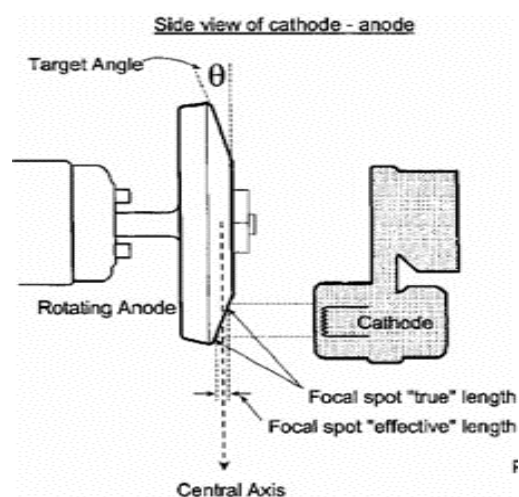 Side view of cathode - anode
Target Angle
θ
Rotating Anode
Cathode
Focal spot "true" length
Focal spot "effective" length
Central Axis